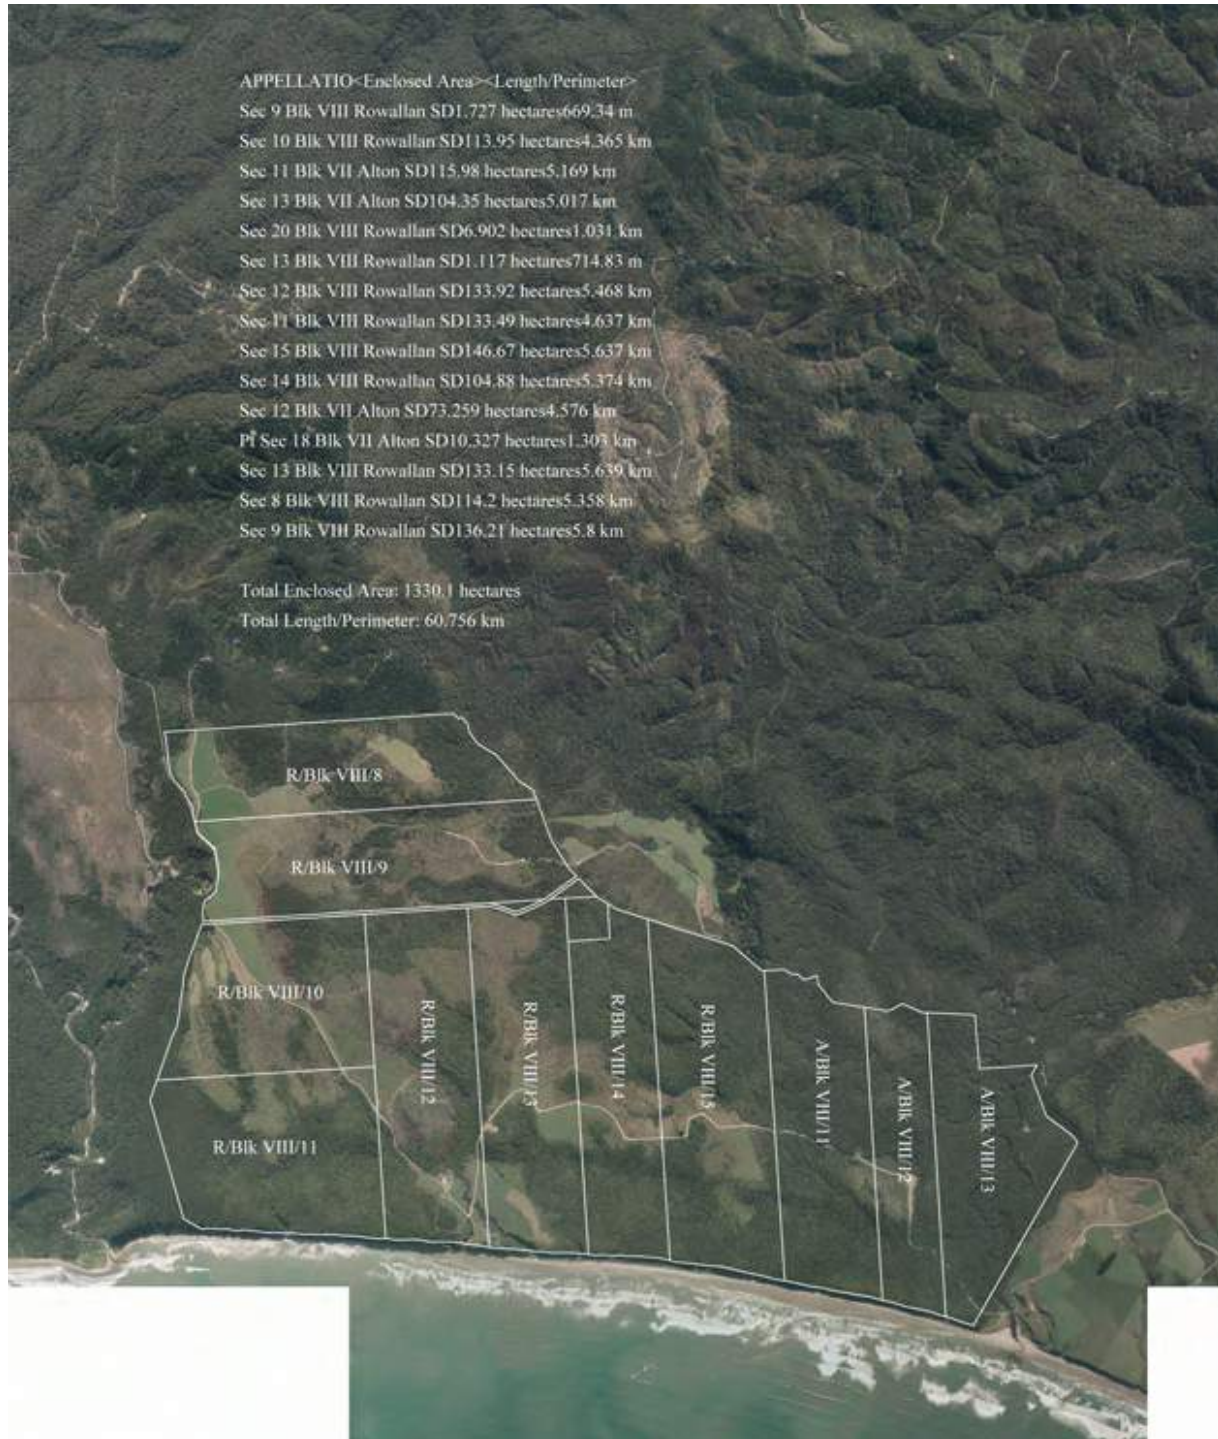 APPELLATIO<Enclosed Area><Length/Perimeter>
Sec 9 Blk VIII Rowallan SD1.727 hectares669.34 m
Sec 10 Blk VIII Rowallan SD113.95 hectares4.365 km
Sec 11 Blk VII Alton SD115.98 hectares5.169 km
Sec 13 Blk VII Alton SD104.35 hectares5.017 km
Sec 20 Blk VIII Rowallan SD6.902 hectares1.031 km
Sec 13 Blk VIII Rowallan SD1.117 hectares714.83 m
Sec 12 Blk VIII Rowallan SD133.92 hectares5.468 km
Sec 11 Blk VIII Rowallan SD133.49 hectares4.637 km
Sec 15 Blk VIII Rowallan SD146.67 hectares5.637 km
Sec 14 Blk VIII Rowallan SD104.88 hectares5.374 km
Sec 12 Blk VII Alton SD73.259 hectares4.576 km
Pt Sec 18 Blk VII Alton SD10.327 hectares1.303 km
Sec 13 Blk VIII Rowallan SD133.15 hectares5.639 km
Sec 8 Blk VIII Rowallan SD114.2 hectares5.358 km
Sec 9 Blk VIII Rowallan SD136.21 hectares5.8 km
Total Enclosed Area: 1330.1 hectares
Total Length/Perimeter: 60.756 km
R/Blk VIII/8
R/Blk VIII/9
R/Blk VIII/10
R/Blk VIII/12
R/Blk VIII/13
R/Blk VIII/14
R/Blk VIII/15
A/Blk VIII/11
A/Blk VIII/12
A/Blk VIII/13
R/Blk VIII/11